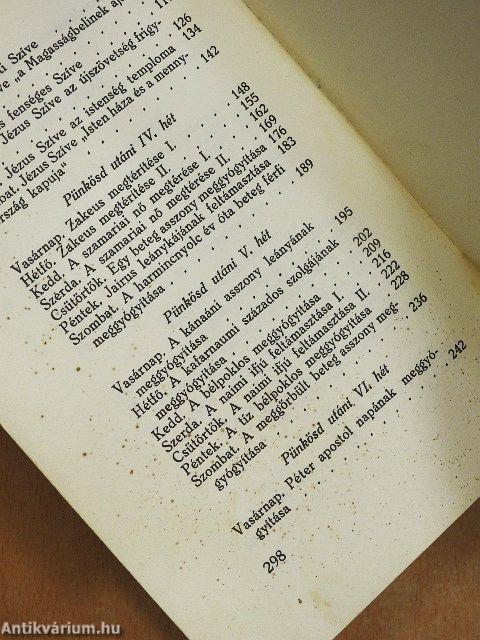 ti Szíve
ve „a Magasságbelinek
s fenséges Szíve 126
Jézus Szíve az újszövetség frigy- 134
Jézus Szíve az istenség temploma
bat. Jézus Szíve „Isten háza és a menny- 142
ország kapuja"
Pünkösd utáni IV. hét
Vasárnap. Zakeus megtérítése I. 148
Hétfő. Zakeus megtérítése II. 155
Kedd. A szamariai nő megtérése I. 162
Szerda. A szamariai nő megtérése II. 169
Csütörtök. Egy beteg asszony meggyógyítása 176
Péntek. Jairus leánykájának feltámasztása 183
Szombat. A harmincnyolc év óta beteg férfi
meggyógyítása 189
Pünkösd utáni V. hét
Vasárnap. A kánaáni asszony leányának
meggyógyítása 195
Hétfő. A kafarnaumi százados szolgájának
meggyógyítása 202
Kedd. A bélpoklos meggyógyítása 209
Szerda. A naimi ifjú feltámasztása I. 216
Csütörtök. A naimi ifjú feltámasztása II. 222
Péntek. A tíz bélpoklos meggyógyítása 228
Szombat. A meggörbült beteg asszony meg-
gyógyítása 236
Pünkösd utáni VI. hét
Vasárnap. Péter apostol napának meggyó-
gyítása 242
298
Antikvárium.hu